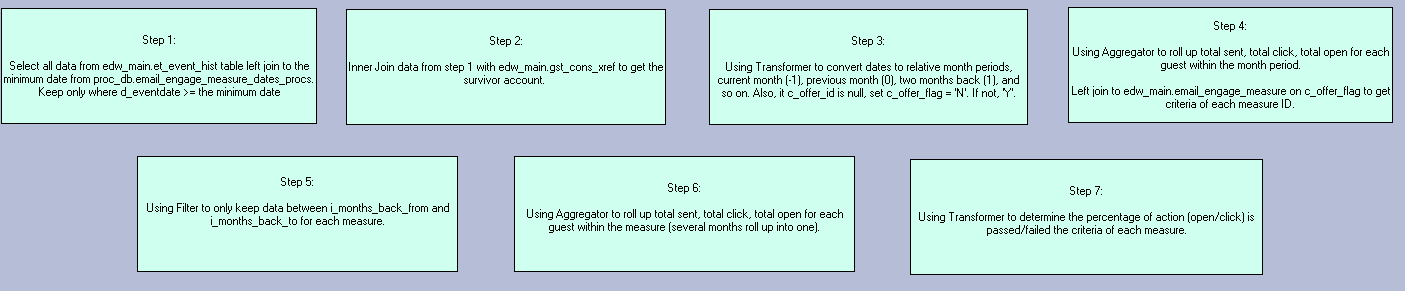 Step 1:
Select all data from edw_main.et_event_hist table left join to the
minimum date from proc_db.email_engage_measure_dates_procs.
Keep only where d_eventdate >= the minimum date
Step 2:
Inner Join data from step 1 with edw_main.gst_cons_xref to get the
survivor account.
Step 3:
Using Transformer to convert dates to relative month periods,
current month (-1), previous month (0), two months back (1), and
so on. Also, it c_offer_id is null, set c_offer_flag = 'N'. If not, 'Y'.
Step 4:
Using Aggregator to roll up total sent, total click, total open for each
guest within the month period.
Left join to edw_main.email_engage_measure on c_offer_flag to get
criteria of each measure ID.
Step 5:
Using Filter to only keep data between i_months_back_from and
i_months_back_to for each measure.
Step 6:
Using Aggregator to roll up total sent, total click, total open for each
guest within the measure (several months roll up into one).
Step 7:
Using Transformer to determine the percentage of action (open/click) is
passed/failed the criteria of each measure.